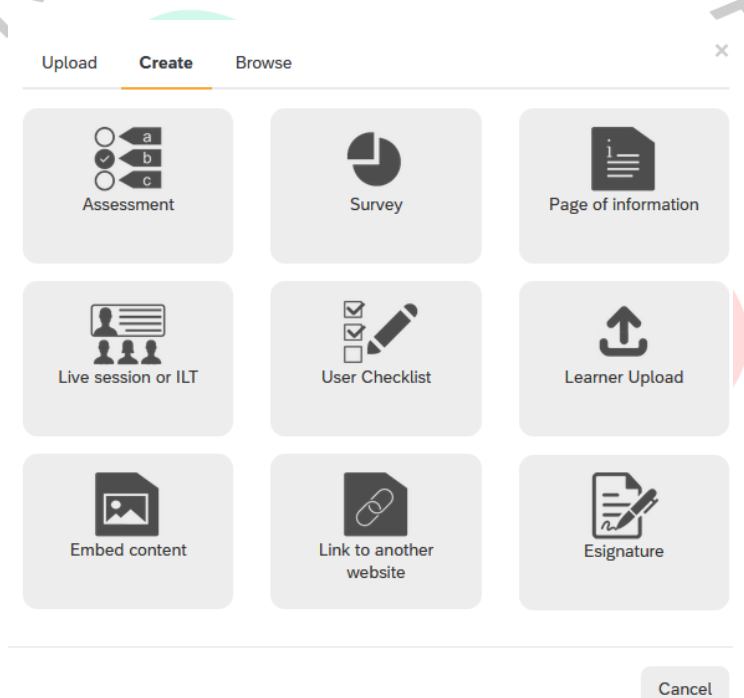 Upload Create Browse ×
a
b
c
Assessment
Survey
i
Page of information
Live session or ILT
User Checklist
Learner Upload
Embed content
Link to another
website
Esignature
Cancel